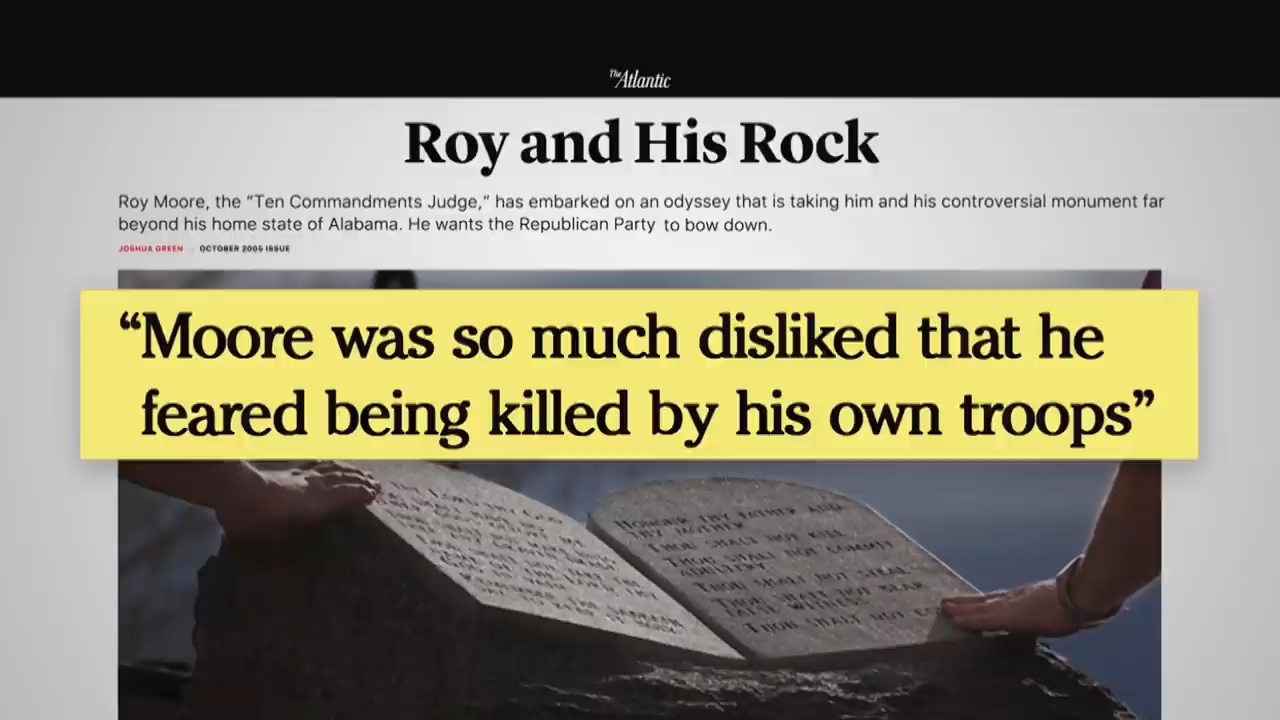 The Atlantic
Roy and His Rock
Roy Moore, the “Ten Commandments Judge,” has embarked on an odyssey that is taking him and his controversial monument far
beyond his home state of Alabama. He wants the Republican Party to bow down.
JOSHUA GREEN OCTOBER 2005 ISSUE
“Moore was so much disliked that he
feared being killed by his own troops”
HONOUR THY FATHER AND
THY MOTHER
THOU SHALT NOT KILL
THOU SHALT NOT COMMIT
ADULTERY
THOU SHALT NOT STEAL
THOU SHALT NOT BEAR
FALSE WITNESS
THOU SHALT NOT